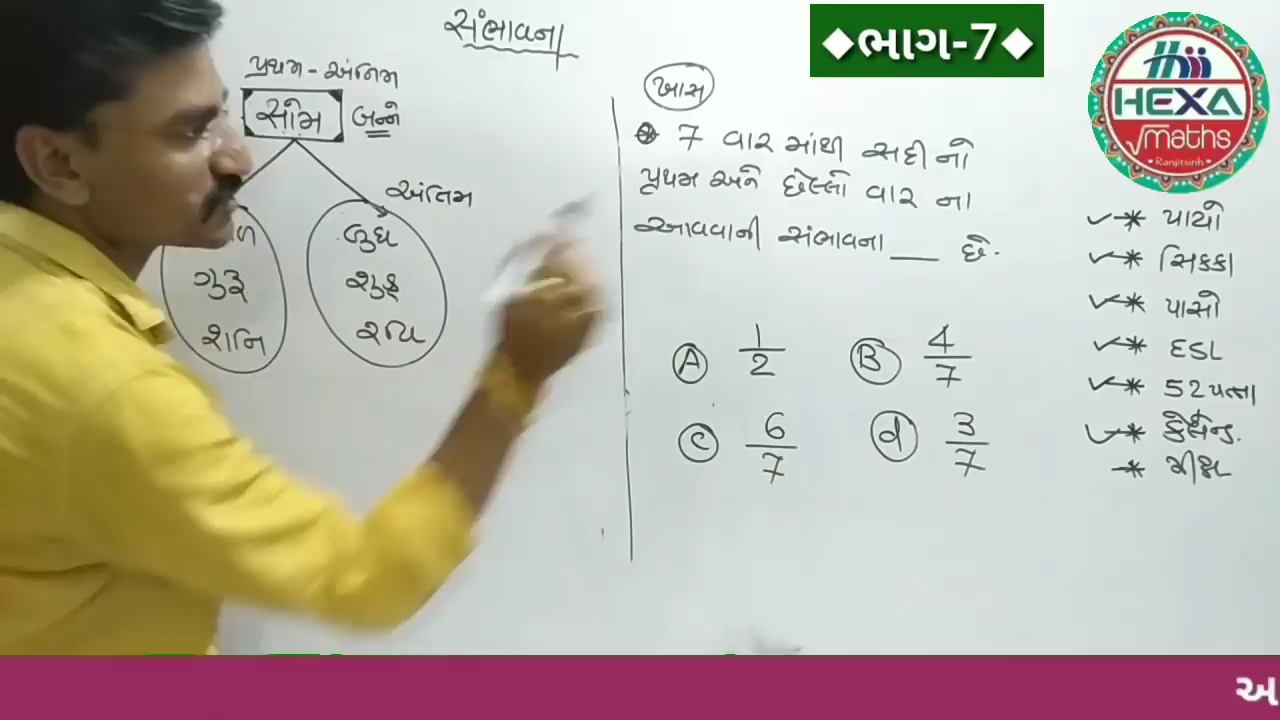 સંભાવના
◆ભાગ-7◆
HEXA
√maths
Ranjitsinh
પ્રથમ - અંતિમ
સોમ બન્ને
અંતિમ
ગુરૂ
શનિ
બુધ
શુક્ર
રવિ
ખાસ
* 7 વાર માંથી સદી નો
પ્રથમ અને છેલ્લો વાર ના
આવવાની સંભાવના ___ છે.
A 1/2
B 4/7
C 6/7
d 3/7
✓* પાયો
✓* સિક્કા
✓* પાસો
✓* દડા
✓* 52 પત્તા
✓* કેલેન્ડ.
* મીક્ષ
અ